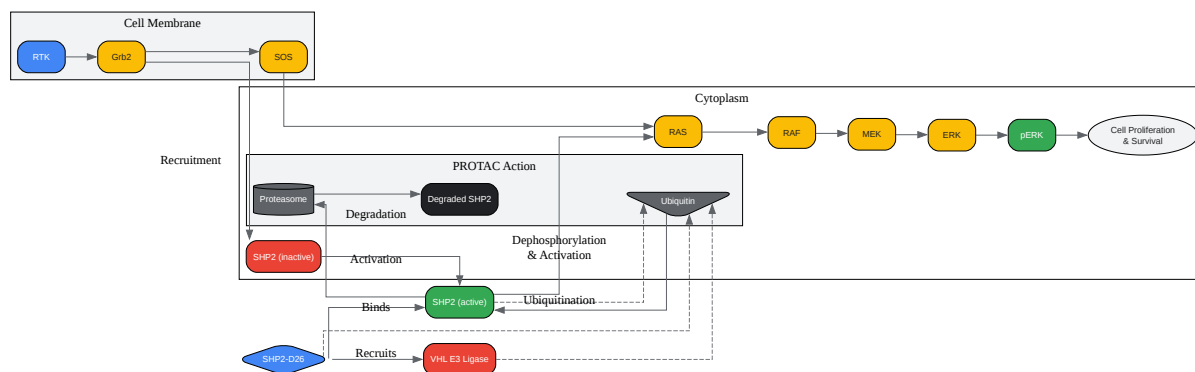 Cell Membrane
RTK
Grb2
SOS
Cytoplasm
RAS
RAF
MEK
ERK
pERK
Cell Proliferation
& Survival
Recruitment
PROTAC Action
Proteasome
Degraded SHP2
Ubiquitin
Degradation
Dephosphorylation
& Activation
SHP2 (inactive)
Activation
SHP2 (active)
Ubiquitination
Binds
SHP2-D26
Recruits
VHL E3 Ligase